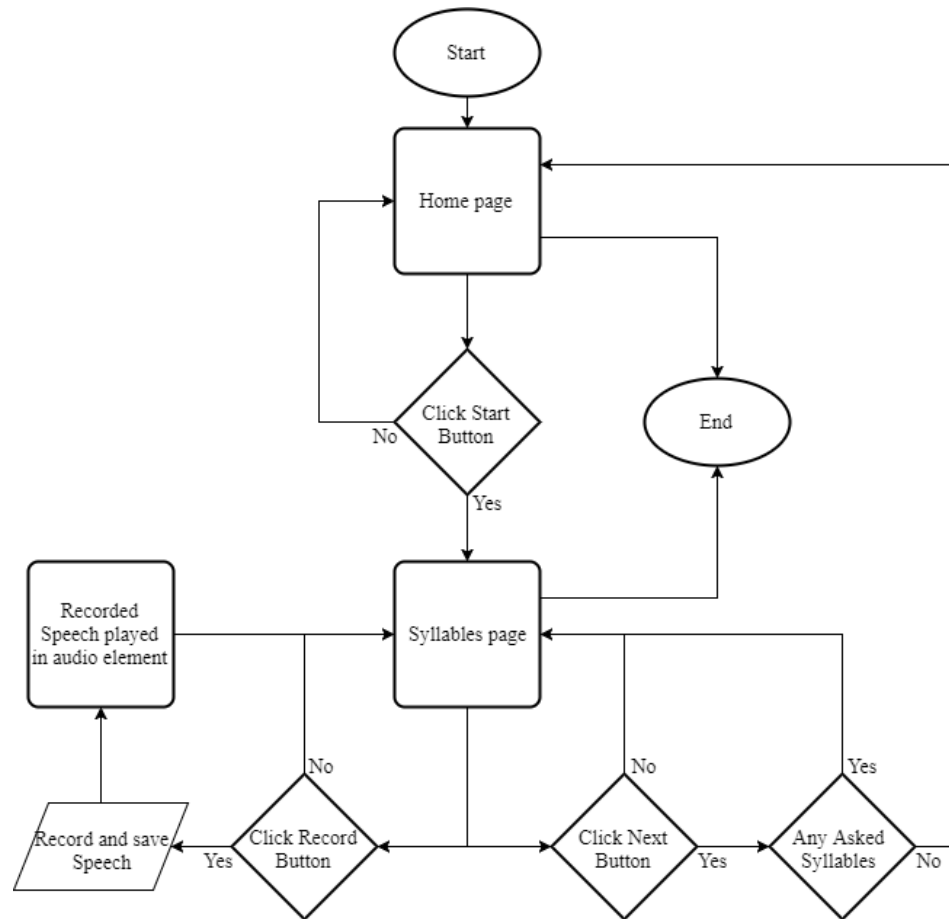 Start
Home page
Click Start
Button
No
Yes
End
Recorded
Speech played
in audio element
Syllables page
No
No
Yes
Record and save
Speech
Yes
Click Record
Button
Click Next
Button
Yes
Any Asked
Syllables
No